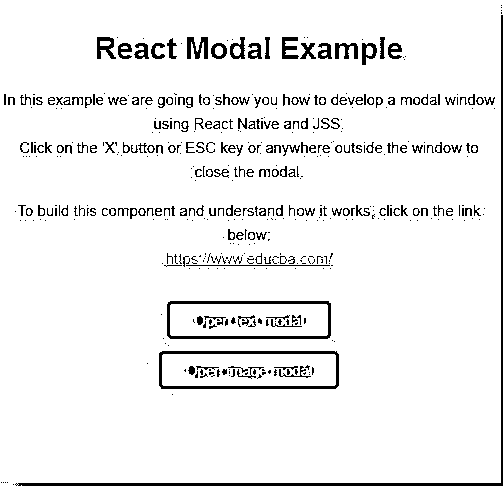 React Modal Example
In this example we are going to show you how to develop a modal window
using React Native and JSS.
Click on the 'X' button or ESC key or anywhere outside the window to
close the modal.
To build this component and understand how it works, click on the link
below:
https://www.educba.com/
Open text modal
Open image modal